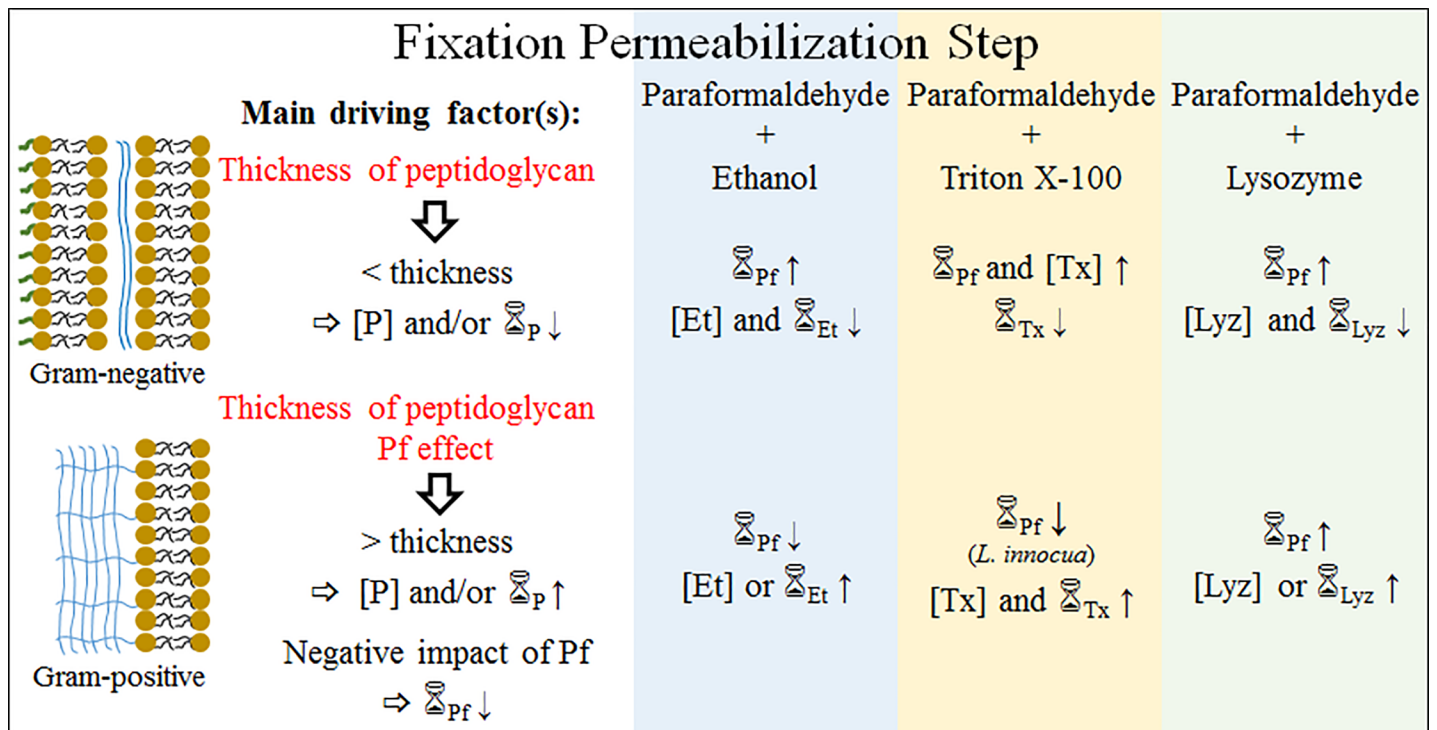 Fixation Permeabilization Step
Main driving factor(s):
Thickness of peptidoglycan
< thickness
⇨ [P] and/or ⏳P ↓
Gram-negative
Thickness of peptidoglycan
Pf effect
> thickness
⇨ [P] and/or ⏳P ↑
Negative impact of Pf
⇨ ⏳Pf ↓
Gram-positive
Paraformaldehyde
+
Ethanol
⏳Pf ↑
[Et] and ⏳Et ↓
⏳Pf ↓
[Et] or ⏳Et ↑
Paraformaldehyde
+
Triton X-100
⏳Pf and [Tx] ↑
⏳Tx ↓
⏳Pf ↓
(L. innocua)
[Tx] and ⏳Tx ↑
Paraformaldehyde
+
Lysozyme
⏳Pf ↑
[Lyz] and ⏳Lyz ↓
⏳Pf ↑
[Lyz] or ⏳Lyz ↑